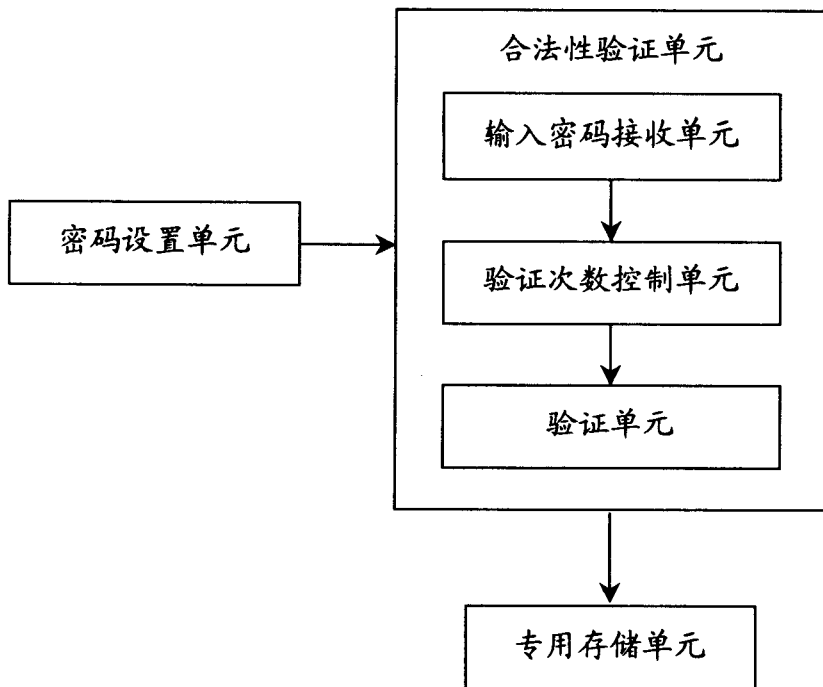 合法性验证单元
输入密码接收单元
密码设置单元
验证次数控制单元
验证单元
专用存储单元